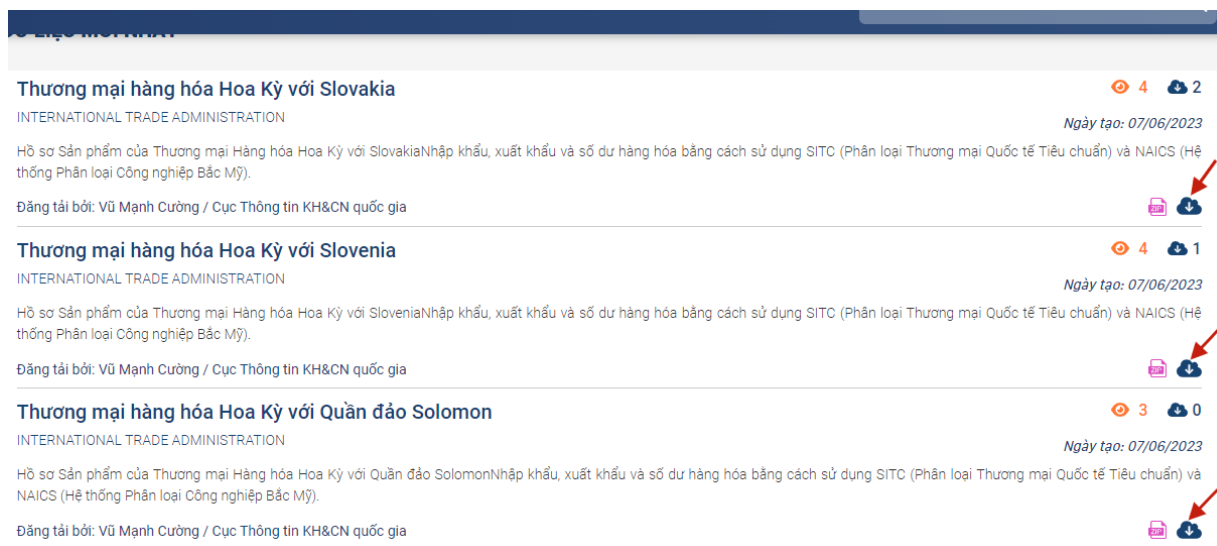 Thương mại hàng hóa Hoa Kỳ với Slovakia
4 2
INTERNATIONAL TRADE ADMINISTRATION
Ngày tạo: 07/06/2023
Hồ sơ Sản phẩm của Thương mại Hàng hóa Hoa Kỳ với SlovakiaNhập khẩu, xuất khẩu và số dư hàng hóa bằng cách sử dụng SITC (Phân loại Thương mại Quốc tế Tiêu chuẩn) và NAICS (Hệ
thống Phân loại Công nghiệp Bắc Mỹ).
Đăng tải bởi: Vũ Mạnh Cường / Cục Thông tin KH&CN quốc gia
ZIP
Thương mại hàng hóa Hoa Kỳ với Slovenia
4 1
INTERNATIONAL TRADE ADMINISTRATION
Ngày tạo: 07/06/2023
Hồ sơ Sản phẩm của Thương mại Hàng hóa Hoa Kỳ với SloveniaNhập khẩu, xuất khẩu và số dư hàng hóa bằng cách sử dụng SITC (Phân loại Thương mại Quốc tế Tiêu chuẩn) và NAICS (Hệ
thống Phân loại Công nghiệp Bắc Mỹ).
Đăng tải bởi: Vũ Mạnh Cường / Cục Thông tin KH&CN quốc gia
ZIP
Thương mại hàng hóa Hoa Kỳ với Quần đảo Solomon
3 0
INTERNATIONAL TRADE ADMINISTRATION
Ngày tạo: 07/06/2023
Hồ sơ Sản phẩm của Thương mại Hàng hóa Hoa Kỳ với Quần đảo SolomonNhập khẩu, xuất khẩu và số dư hàng hóa bằng cách sử dụng SITC (Phân loại Thương mại Quốc tế Tiêu chuẩn) và
NAICS (Hệ thống Phân loại Công nghiệp Bắc Mỹ).
Đăng tải bởi: Vũ Mạnh Cường / Cục Thông tin KH&CN quốc gia
ZIP